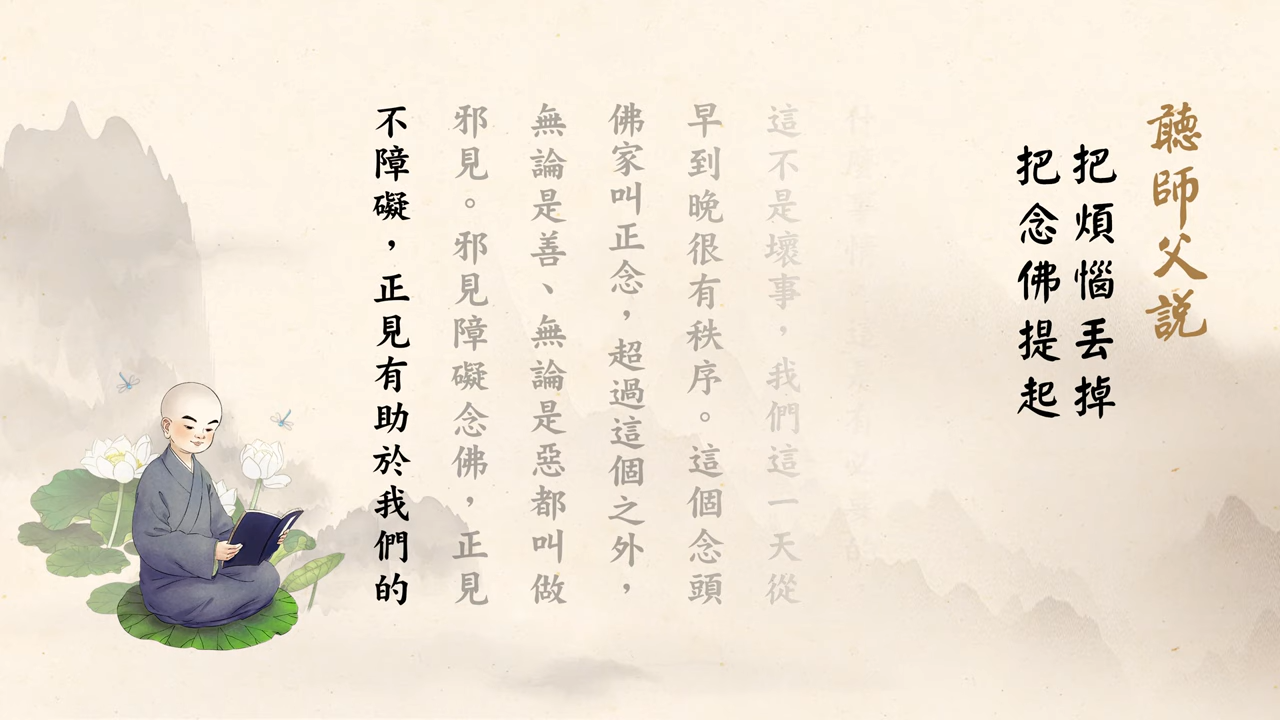 聽師父說
把煩惱丟掉
把念佛提起
這不是壞事，我們這一天從
早到晚很有秩序。這個念頭
佛家叫正念，超過這個之外，
無論是善、無論是惡都叫做
邪見。邪見障礙念佛，正見
不障礙，正見有助於我們的